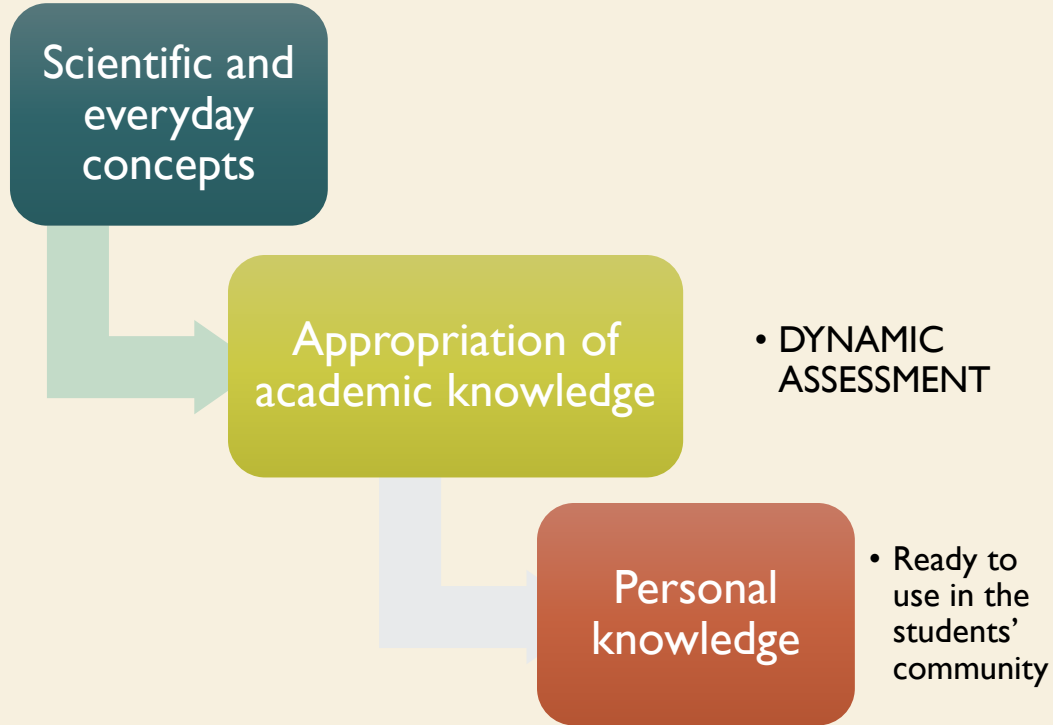 Scientific and
everyday
concepts
Appropriation of
academic knowledge
• DYNAMIC
ASSESSMENT
Personal
knowledge
• Ready to
use in the
students’
community